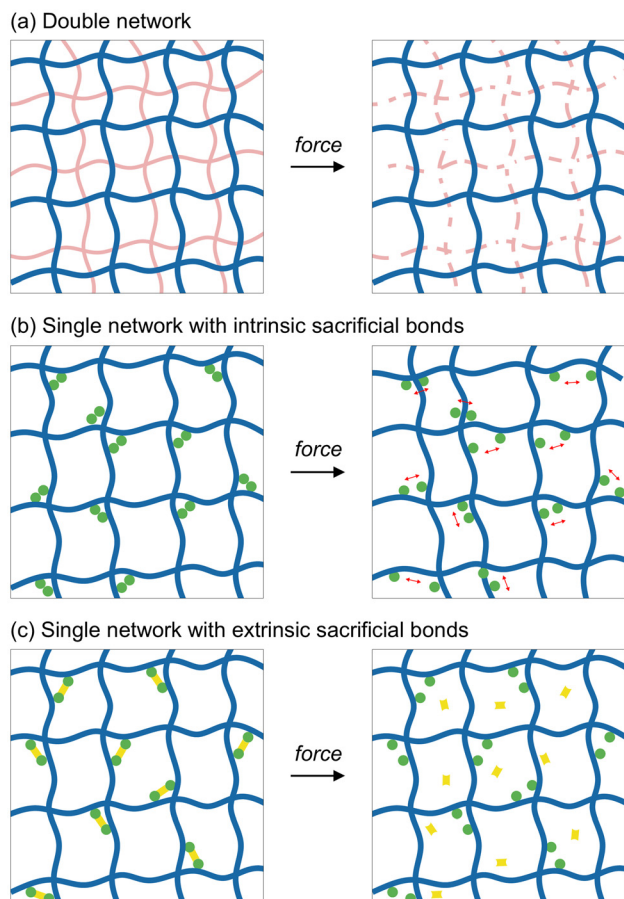 (a) Double network
force
(b) Single network with intrinsic sacrificial bonds
force
(c) Single network with extrinsic sacrificial bonds
force